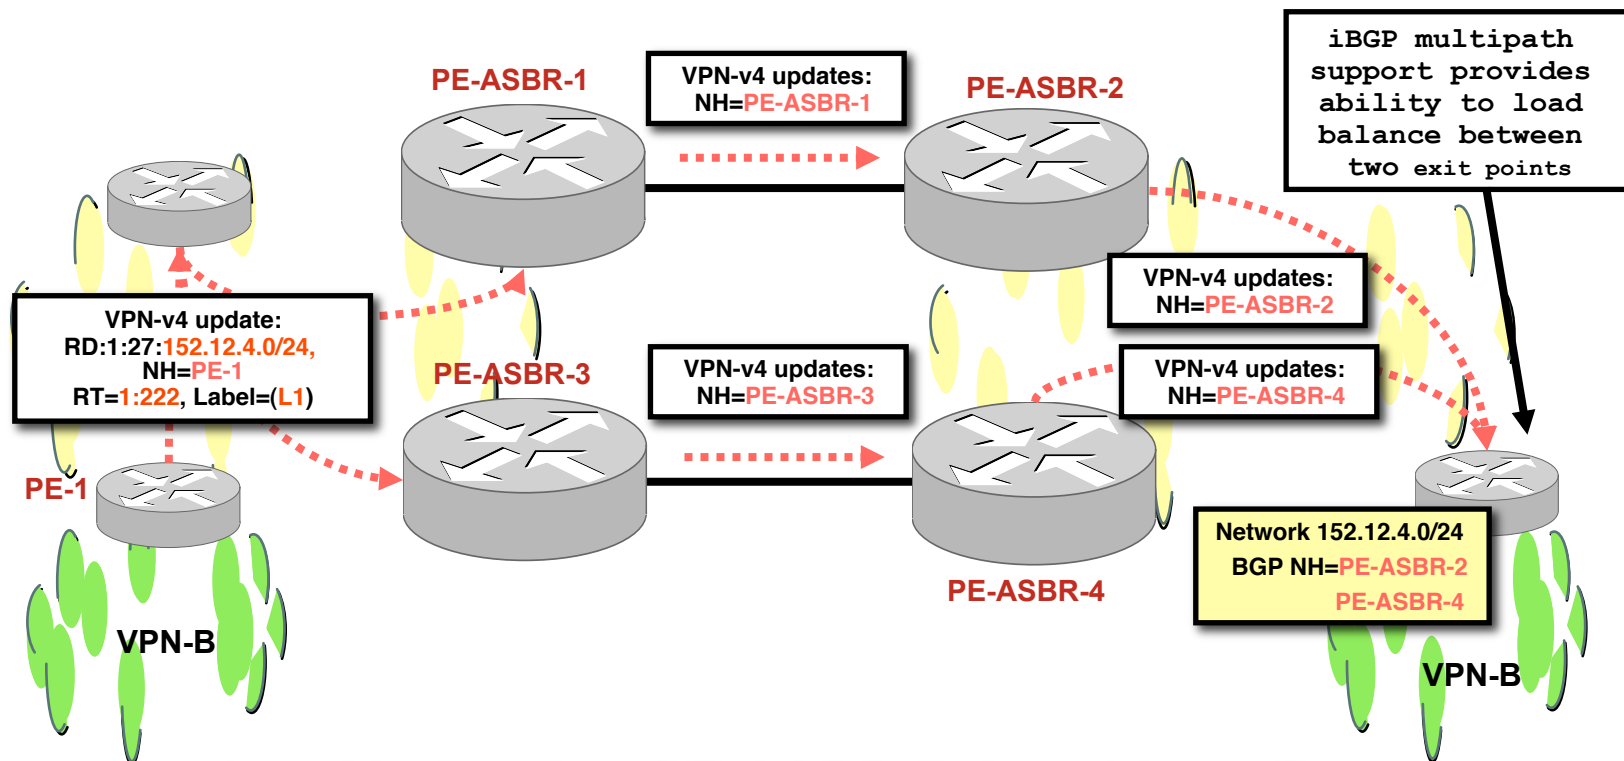 iBGP multipath
support provides
ability to load
balance between
two exit points
PE-ASBR-1
VPN-v4 updates:
NH=PE-ASBR-1
PE-ASBR-2
VPN-v4 updates:
NH=PE-ASBR-2
VPN-v4 update:
RD:1:27:152.12.4.0/24,
NH=PE-1
RT=1:222, Label=(L1)
PE-ASBR-3
VPN-v4 updates:
NH=PE-ASBR-3
VPN-v4 updates:
NH=PE-ASBR-4
PE-1
Network 152.12.4.0/24
BGP NH=PE-ASBR-2
PE-ASBR-4
PE-ASBR-4
VPN-B
VPN-B